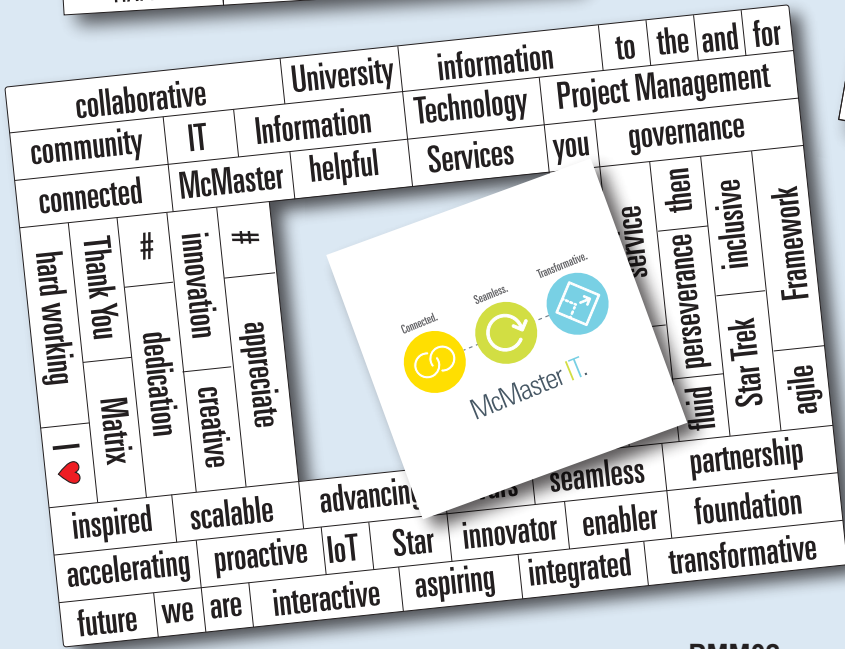 collaborative University information to the and for
community IT Information Technology Project Management
connected McMaster helpful Services you governance
hard working Thank You # innovation #
I ❤ Matrix dedication creative appreciate
Connected. Seamless. Transformative.
McMaster IT.
service then inclusive Framework
perseverance
fluid Star Trek agile
inspired scalable advancing seamless partnership
accelerating proactive IoT Star innovator enabler foundation
future we are interactive aspiring integrated transformative